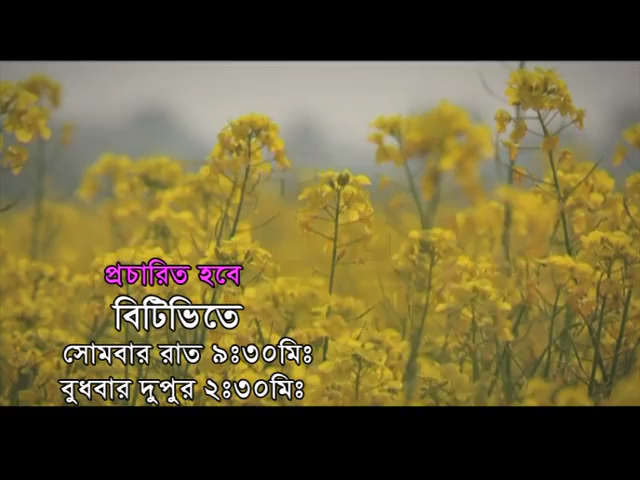 প্রচারিত হবে
বিটিভিতে
সোমবার রাত ৯ঃ৩০মিঃ
বুধবার দুপুর ২ঃ৩০মিঃ